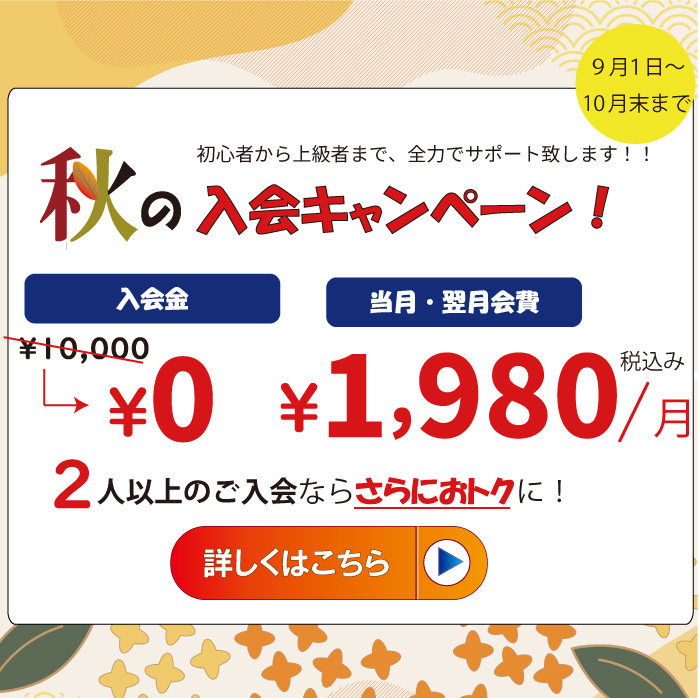 9月1日～
10月末まで
初心者から上級者まで、全力でサポート致します！！
秋の入会キャンペーン！
入会金
当月・翌月会費
¥10,000
¥0
¥1,980/月
税込み
2人以上のご入会ならさらにおトクに！
詳しくはこちら